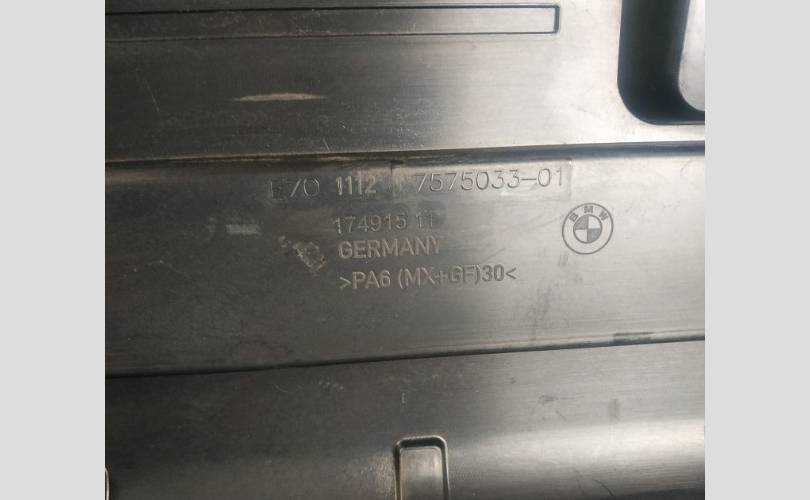 E70 1112 7575033-01
174915 11
GERMANY
>PA6 (MX+GF)30<
BMW